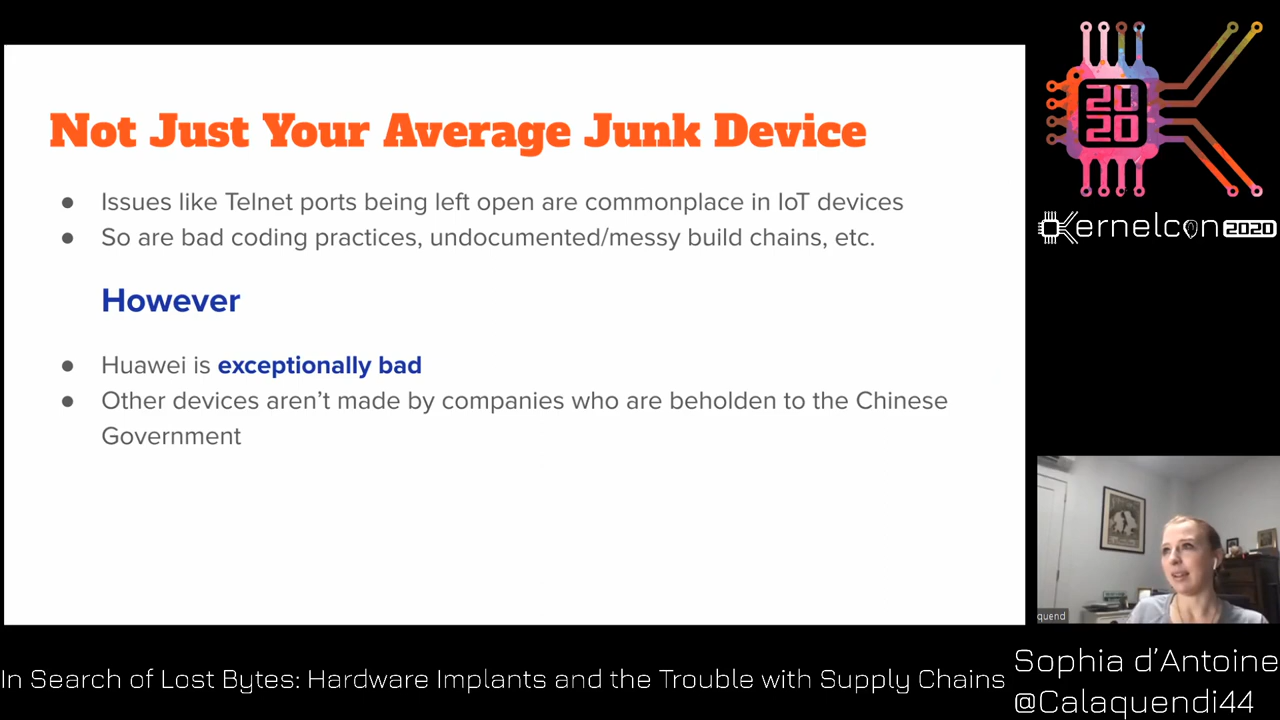 Not Just Your Average Junk Device
● Issues like Telnet ports being left open are commonplace in IoT devices
● So are bad coding practices, undocumented/messy build chains, etc.
However
● Huawei is exceptionally bad
● Other devices aren't made by companies who are beholden to the Chinese
Government
20
20
Kernelcon 2020
quend
In Search of Lost Bytes: Hardware Implants and the Trouble with Supply Chains
Sophia d'Antoine
@Calaquendi44